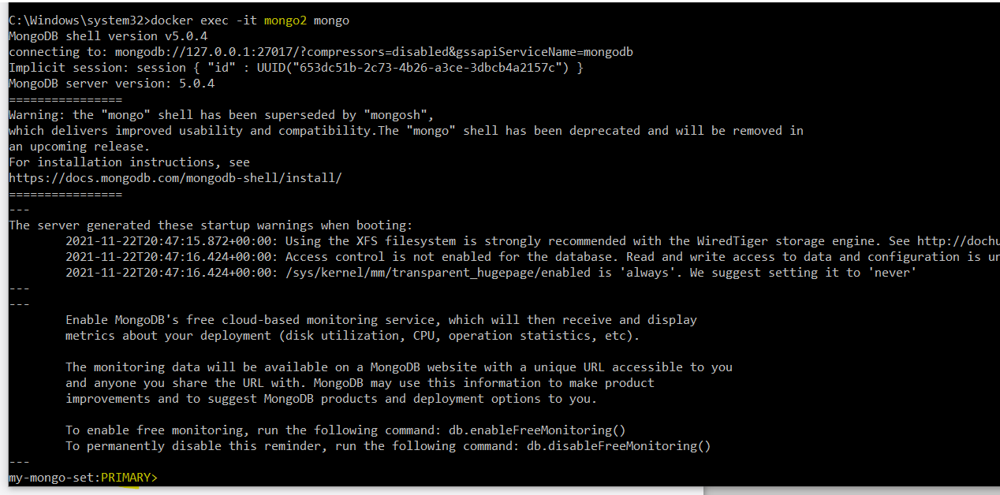 C:\Windows\system32>docker exec -it mongo2 mongo
MongoDB shell version v5.0.4
connecting to: mongodb://127.0.0.1:27017/?compressors=disabled&gssapiServiceName=mongodb
Implicit session: session { "id" : UUID("653dc51b-2c73-4b26-a3ce-3dbcb4a2157c") }
MongoDB server version: 5.0.4
================
Warning: the "mongo" shell has been superseded by "mongosh",
which delivers improved usability and compatibility.The "mongo" shell has been deprecated and will be removed in
an upcoming release.
For installation instructions, see
https://docs.mongodb.com/mongodb-shell/install/
================
---
The server generated these startup warnings when booting:
2021-11-22T20:47:15.872+00:00: Using the XFS filesystem is strongly recommended with the WiredTiger storage engine. See http://dochu
2021-11-22T20:47:16.424+00:00: Access control is not enabled for the database. Read and write access to data and configuration is un
2021-11-22T20:47:16.424+00:00: /sys/kernel/mm/transparent_hugepage/enabled is 'always'. We suggest setting it to 'never'
---
---
Enable MongoDB's free cloud-based monitoring service, which will then receive and display
metrics about your deployment (disk utilization, CPU, operation statistics, etc).
The monitoring data will be available on a MongoDB website with a unique URL accessible to you
and anyone you share the URL with. MongoDB may use this information to make product
improvements and to suggest MongoDB products and deployment options to you.
To enable free monitoring, run the following command: db.enableFreeMonitoring()
To permanently disable this reminder, run the following command: db.disableFreeMonitoring()
---
my-mongo-set:PRIMARY>